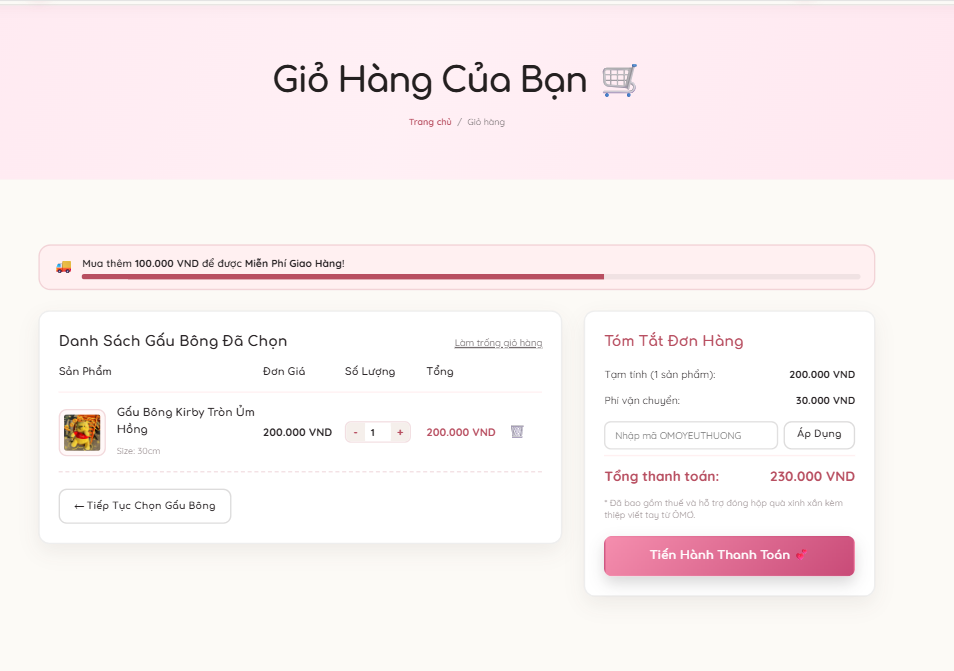 Giỏ Hàng Của Bạn
Trang chủ / Giỏ hàng
Mua thêm 100.000 VND để được Miễn Phí Giao Hàng!
Danh Sách Gấu Bông Đã Chọn
Làm trống giỏ hàng
Sản Phẩm Đơn Giá Số Lượng Tổng
Gấu Bông Kirby Tròn Ủm
Hồng
Size: 30cm
200.000 VND - 1 + 200.000 VND
← Tiếp Tục Chọn Gấu Bông
Tóm Tắt Đơn Hàng
Tạm tính (1 sản phẩm): 200.000 VND
Phí vận chuyển: 30.000 VND
Nhập mã OMOYEUTHUONG Áp Dụng
Tổng thanh toán: 230.000 VND
* Đã bao gồm thuế và hỗ trợ đóng hộp quà xinh xắn kèm
thiệp viết tay từ ÔMÔ.
Tiến Hành Thanh Toán